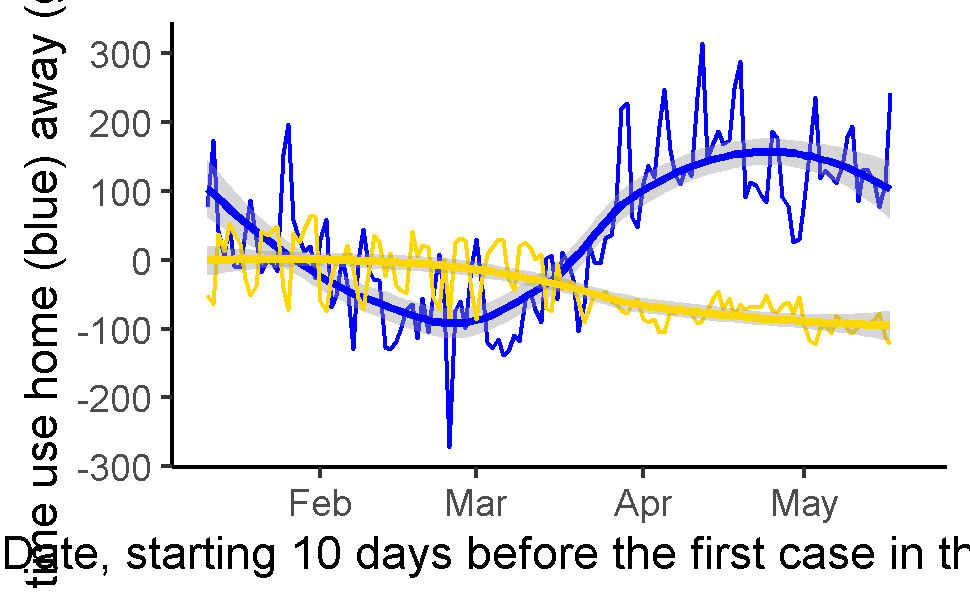 time use home (blue) away (
300
200
100
0
-100
-200
-300
Feb Mar Apr May
Date, starting 10 days before the first case in th